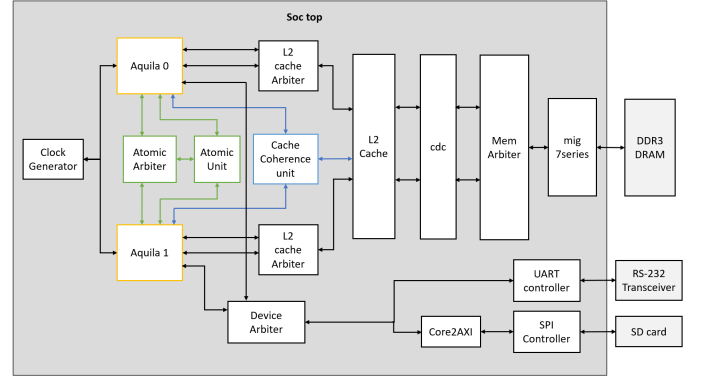 Soc top
Aquila 0
L2
cache
Arbiter
Clock
Generator
Atomic
Arbiter
Atomic
Unit
Cache
Coherence
unit
L2
Cache
cdc
Mem
Arbiter
mig
7series
DDR3
DRAM
Aquila 1
L2
cache
Arbiter
Device
Arbiter
UART
controller
RS-232
Transceiver
Core2AXI
SPI
Controller
SD card